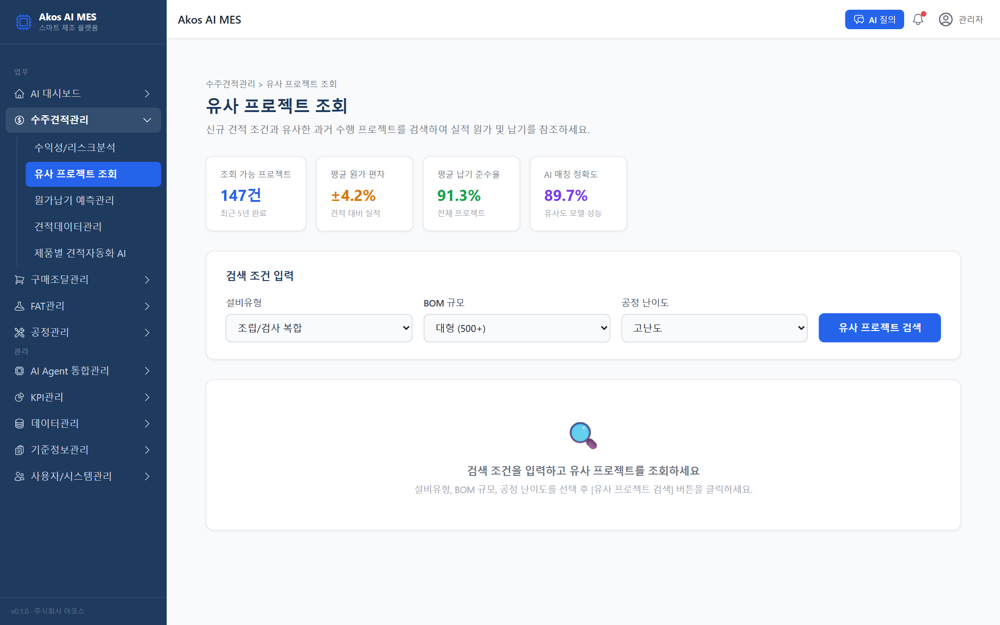 Akos AI MES
스마트 제조 플랫폼
업무
AI 대시보드
수주견적관리
수익성/리스크분석
유사 프로젝트 조회
원가납기 예측관리
견적데이터관리
제품별 견적자동화 AI
구매조달관리
FAT관리
공정관리
관리
AI Agent 통합관리
KPI관리
데이터관리
기준정보관리
사용자/시스템관리
v0.1.0 · 주식회사 아코스
Akos AI MES
AI 질의
관리자
수주견적관리 > 유사 프로젝트 조회
유사 프로젝트 조회
신규 견적 조건과 유사한 과거 수행 프로젝트를 검색하여 실적 원가 및 납기를 참조하세요.
조회 가능 프로젝트
147건
최근 5년 완료
평균 원가 편차
±4.2%
견적 대비 실적
평균 납기 준수율
91.3%
전체 프로젝트
AI 매칭 정확도
89.7%
유사도 모델 성능
검색 조건 입력
설비유형
조립/검사 복합
BOM 규모
대형 (500+)
공정 난이도
고난도
유사 프로젝트 검색
검색 조건을 입력하고 유사 프로젝트를 조회하세요
설비유형, BOM 규모, 공정 난이도를 선택 후 [유사 프로젝트 검색] 버튼을 클릭하세요.